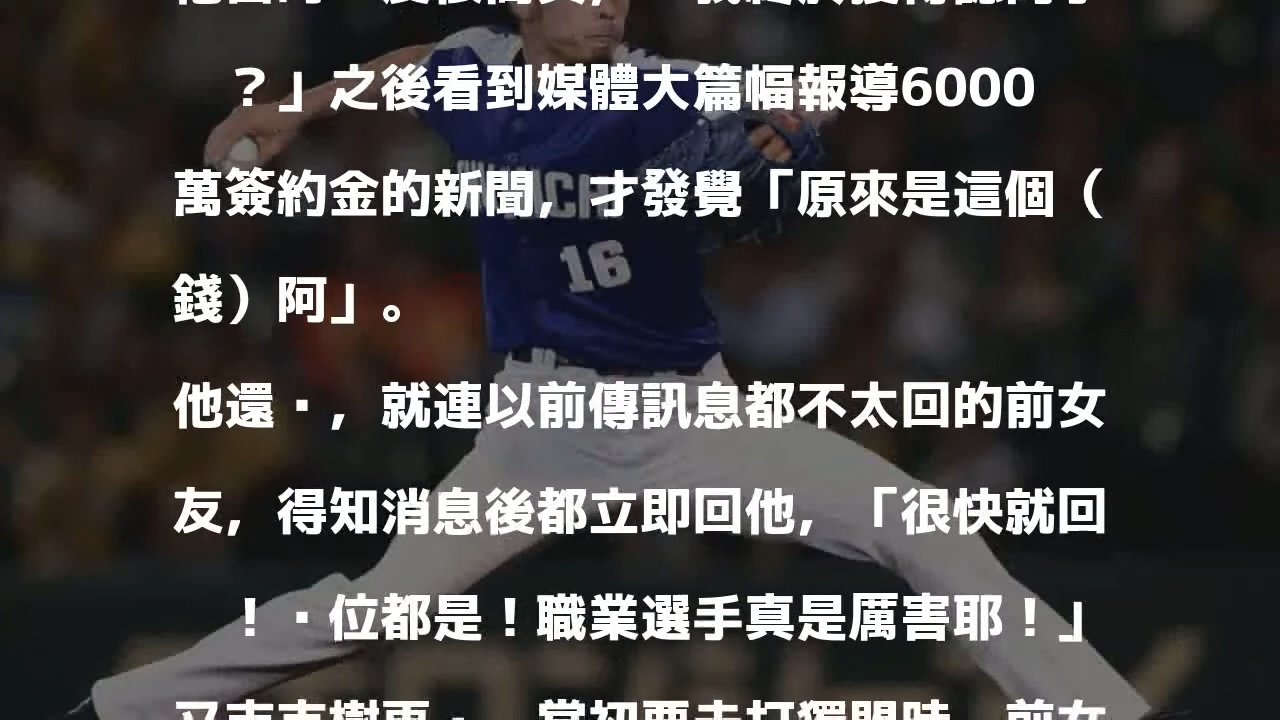 ？」之後看到媒體大篇幅報導6000
萬簽約金的新聞，才發覺「原來是這個（
錢）阿」。
他還▪，就連以前傳訊息都不太回的前女
友，得知消息後都立即回他，「很快就回
！▪位都是！職業選手真是厲害耶！」
16